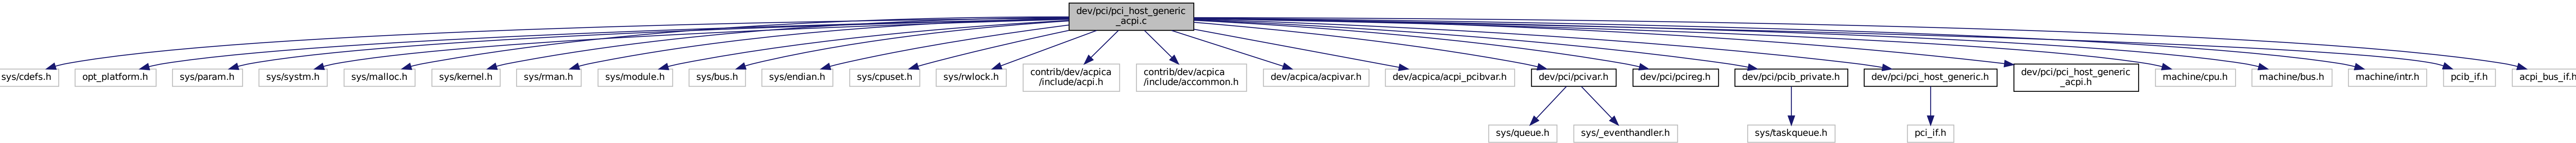 dev/pci/pci_host_generic
_acpi.c
sys/cdefs.h
opt_platform.h
sys/param.h
sys/systm.h
sys/malloc.h
sys/kernel.h
sys/rman.h
sys/module.h
sys/bus.h
sys/endian.h
sys/cpuset.h
sys/rwlock.h
contrib/dev/acpica
/include/acpi.h
contrib/dev/acpica
/include/accommon.h
dev/acpica/acpivar.h
dev/acpica/acpi_pcibvar.h
dev/pci/pcivar.h
dev/pci/pcireg.h
dev/pci/pcib_private.h
dev/pci/pci_host_generic.h
dev/pci/pci_host_generic
_acpi.h
machine/cpu.h
machine/bus.h
machine/intr.h
pcib_if.h
acpi_bus_if.h
sys/queue.h
sys/_eventhandler.h
sys/taskqueue.h
pci_if.h